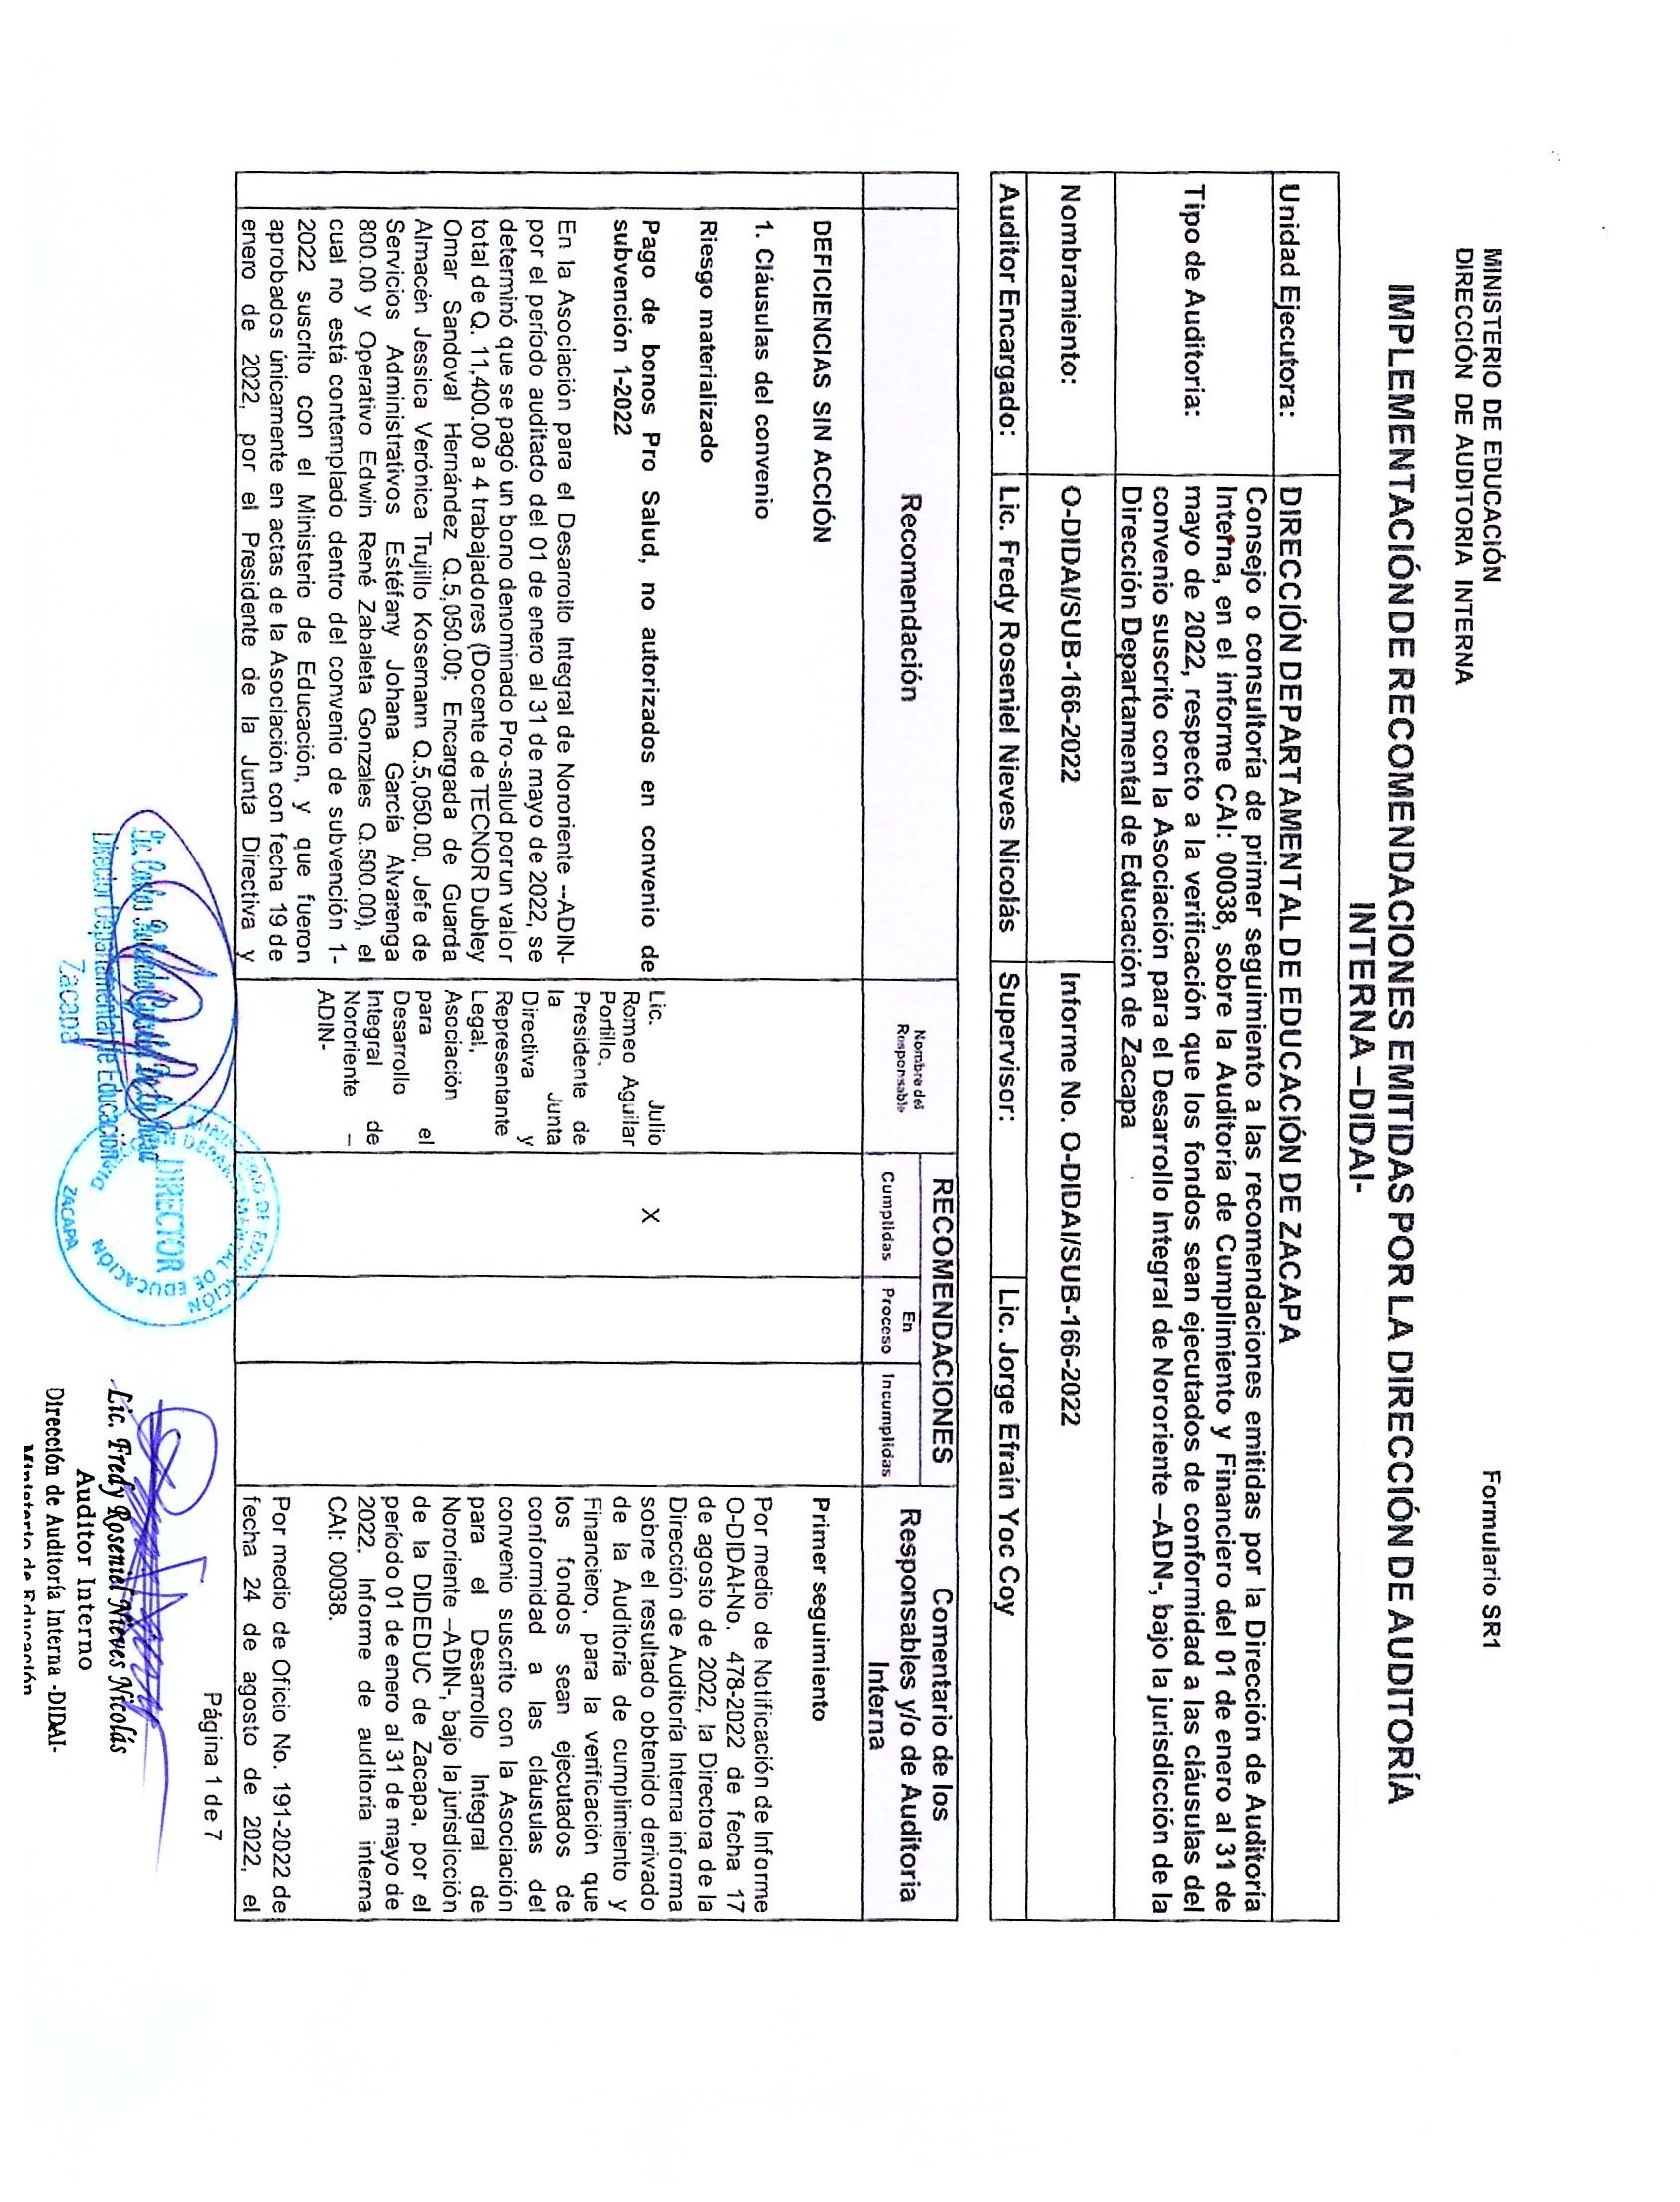 MINISTERIO DE EDUCACIÓN
DIRECCIÓN DE AUDITORIA INTERNA
Formulario SR1
IMPLEMENTACIÓN DE RECOMENDACIONES EMITIDAS POR LA DIRECCIÓN DE AUDITORÍA
INTERNA –DIDAI-
Unidad Ejecutora: DIRECCIÓN DEPARTAMENTAL DE EDUCACIÓN DE ZACAPA
Tipo de Auditoria:
Consejo o consultoría de primer seguimiento a las recomendaciones emitidas por la Dirección de Auditoría
Interna, en el informe CAI: 00038, sobre la Auditoría de Cumplimiento y Financiero del 01 de enero al 31 de
mayo de 2022, respecto a la verificación que los fondos sean ejecutados de conformidad a las cláusulas del
convenio suscrito con la Asociación para el Desarrollo Integral de Nororiente –ADN-, bajo la jurisdicción de la
Dirección Departamental de Educación de Zacapa
Nombramiento: O-DIDAI/SUB-166-2022 Informe No. O-DIDAI/SUB-166-2022
Auditor Encargado: Lic. Fredy Roseniel Nieves Nicolás Supervisor: Lic. Jorge Efraín Yoc Coy
Recomendación
Nombre del
Responsable
RECOMENDACIONES
Cumplidas
En
Proceso
Incumplidas
Comentario de los
Responsables y/o de Auditoria
Interna
DEFICIENCIAS SIN ACCIÓN
1. Cláusulas del convenio
Riesgo materializado
Pago de bonos Pro Salud, no autorizados en convenio de
subvención 1-2022
En la Asociación para el Desarrollo Integral de Nororiente –ADIN-
por el período auditado del 01 de enero al 31 de mayo de 2022, se
determinó que se pagó un bono denominado Pro-salud por un valor
total de Q. 11,400.00 a 4 trabajadores (Docente de TECNOR Dubley
Omar Sandoval Hernández Q.5,050.00; Encargada de Guarda
Almacén Jessica Verónica Trujillo Kosemann Q.5,050.00, Jefe de
Servicios Administrativos Estéfany Johana García Alvarenga
800.00 y Operativo Edwin René Zabaleta Gonzales Q.500.00), el
cual no está contemplado dentro del convenio de subvención 1-
2022 suscrito con el Ministerio de Educación, y que fueron
aprobados únicamente en actas de la Asociación con fecha 19 de
enero de 2022, por el Presidente de la Junta Directiva y
Lic. Julio
Romeo Aguilar
Portillo,
Presidente de
la Junta
Directiva y
Representante
Legal,
Asociación
para el
Desarrollo
Integral de
Nororiente –
ADIN-
X
Primer seguimiento
Por medio de Notificación de Informe
O-DIDAI-No. 478-2022 de fecha 17
de agosto de 2022, la Directora de la
Dirección de Auditoría Interna informa
sobre el resultado obtenido derivado
de la Auditoría de cumplimiento y
Financiero, para la verificación que
los fondos sean ejecutados de
conformidad a las cláusulas del
convenio suscrito con la Asociación
para el Desarrollo Integral de
Nororiente –ADIN-, bajo la jurisdicción
de la DIDEDUC de Zacapa, por el
período 01 de enero al 31 de mayo de
2022, Informe de auditoria interna
CAI: 00038.
Por medio de Oficio No. 191-2022 de
fecha 24 de agosto de 2022, el
Página 1 de 7
Director Departamental de Educación
Zacapa
DIRECTOR
ZACAPA
Lic. Fredy Roseniel Nieves Nicolás
Auditor Interno
Dirección de Auditoría Interna -DIDAI-
Ministerio de Educación